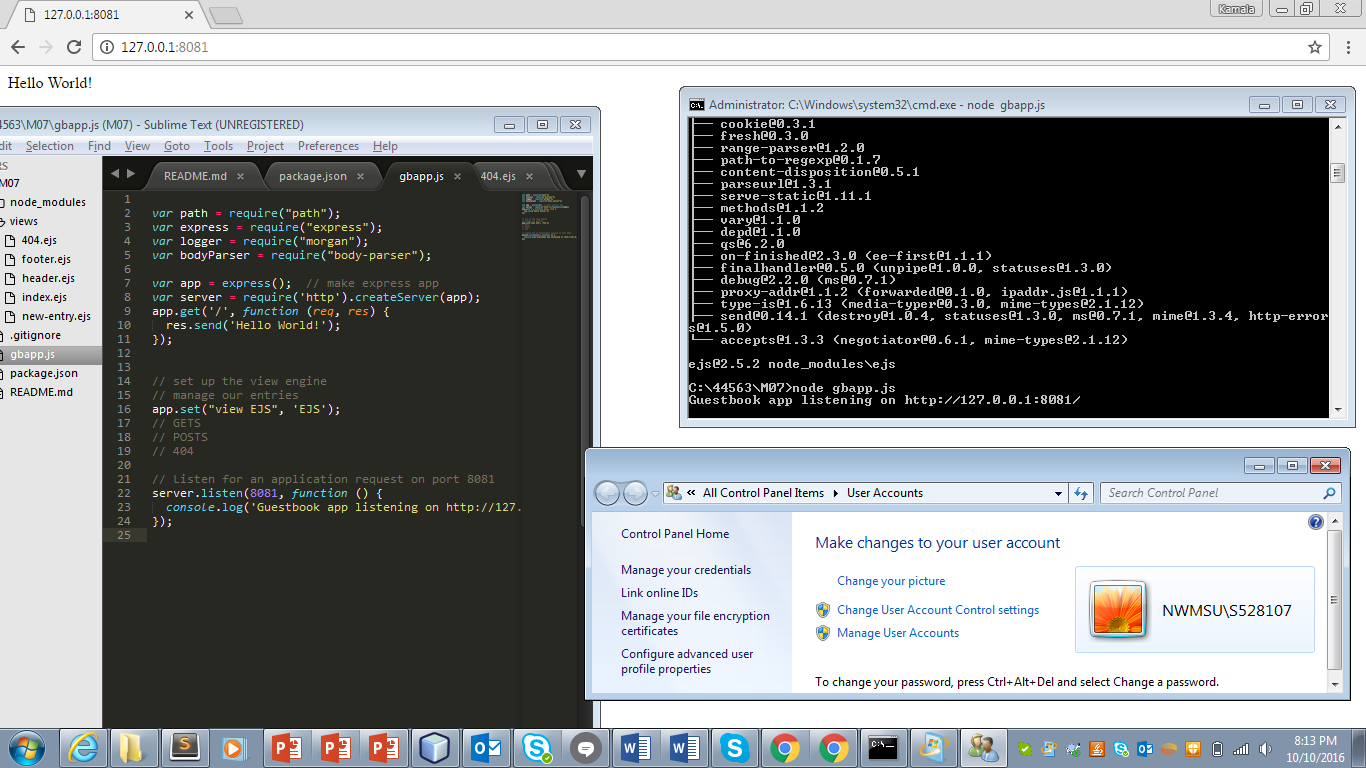 127.0.0.1:8081
Kamala
127.0.0.1:8081
Hello World!
4563\M07\gbapp.js (M07) - Sublime Text (UNREGISTERED)
dit Selection Find View Goto Tools Project Preferences Help
RS
M07
node_modules
views
404.ejs
footer.ejs
header.ejs
index.ejs
new-entry.ejs
.gitignore
gbapp.js
package.json
README.md
README.md package.json gbapp.js 404.ejs
1
2 var path = require("path");
3 var express = require("express");
4 var logger = require("morgan");
5 var bodyParser = require("body-parser");
6
7 var app = express();  // make express app
8 var server = require('http').createServer(app);
9 app.get('/', function (req, res) {
10 res.send('Hello World!');
11 });
12
13
14 // set up the view engine
15 // manage our entries
16 app.set("view EJS", 'EJS');
17 // GETS
18 // POSTS
19 // 404
20
21 // Listen for an application request on port 8081
22 server.listen(8081, function () {
23 console.log('Guestbook app listening on http://127.
24 });
25
Administrator: C:\Windows\system32\cmd.exe - node gbapp.js
├── cookie@0.3.1
├── fresh@0.3.0
├── range-parser@1.2.0
├── path-to-regexp@0.1.7
├── content-disposition@0.5.1
├── parseurl@1.3.1
├── serve-static@1.11.1
├── methods@1.1.2
├── vary@1.1.0
├── depd@1.1.0
├── qs@6.2.0
├── on-finished@2.3.0 (ee-first@1.1.1)
├── finalhandler@0.5.0 (unpipe@1.0.0, statuses@1.3.0)
├── debug@2.2.0 (ms@0.7.1)
├── proxy-addr@1.1.2 (forwarded@0.1.0, ipaddr.js@1.1.1)
├── type-is@1.6.13 (media-typer@0.3.0, mime-types@2.1.12)
├── send@0.14.1 (destroy@1.0.4, statuses@1.3.0, ms@0.7.1, mime@1.3.4, http-error
s@1.5.0)
└── accepts@1.3.3 (negotiator@0.6.1, mime-types@2.1.12)
ejs@2.5.2 node_modules\ejs
C:\44563\M07>node gbapp.js
Guestbook app listening on http://127.0.0.1:8081/
All Control Panel Items User Accounts
Search Control Panel
Control Panel Home
Manage your credentials
Link online IDs
Manage your file encryption
certificates
Configure advanced user
profile properties
Make changes to your user account
Change your picture
Change User Account Control settings
Manage User Accounts
NWMSU\S528107
To change your password, press Ctrl+Alt+Del and select Change a password.
8:13 PM
10/10/2016